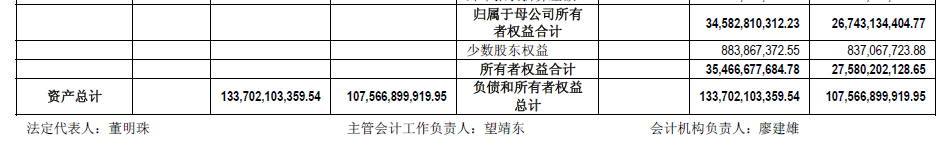 归属于母公司所有 34,582,810,312.23 26,743,134,404.77
者权益合计
少数股东权益 883,867,372.55 837,067,723.88
所有者权益合计 35,466,677,684.78 27,580,202,128.65
资产总计 133,702,103,359.54 107,566,899,919.95 负债和所有者权益 133,702,103,359.54 107,566,899,919.95
总计
法定代表人：董明珠 主管会计工作负责人：望靖东 会计机构负责人：廖建雄